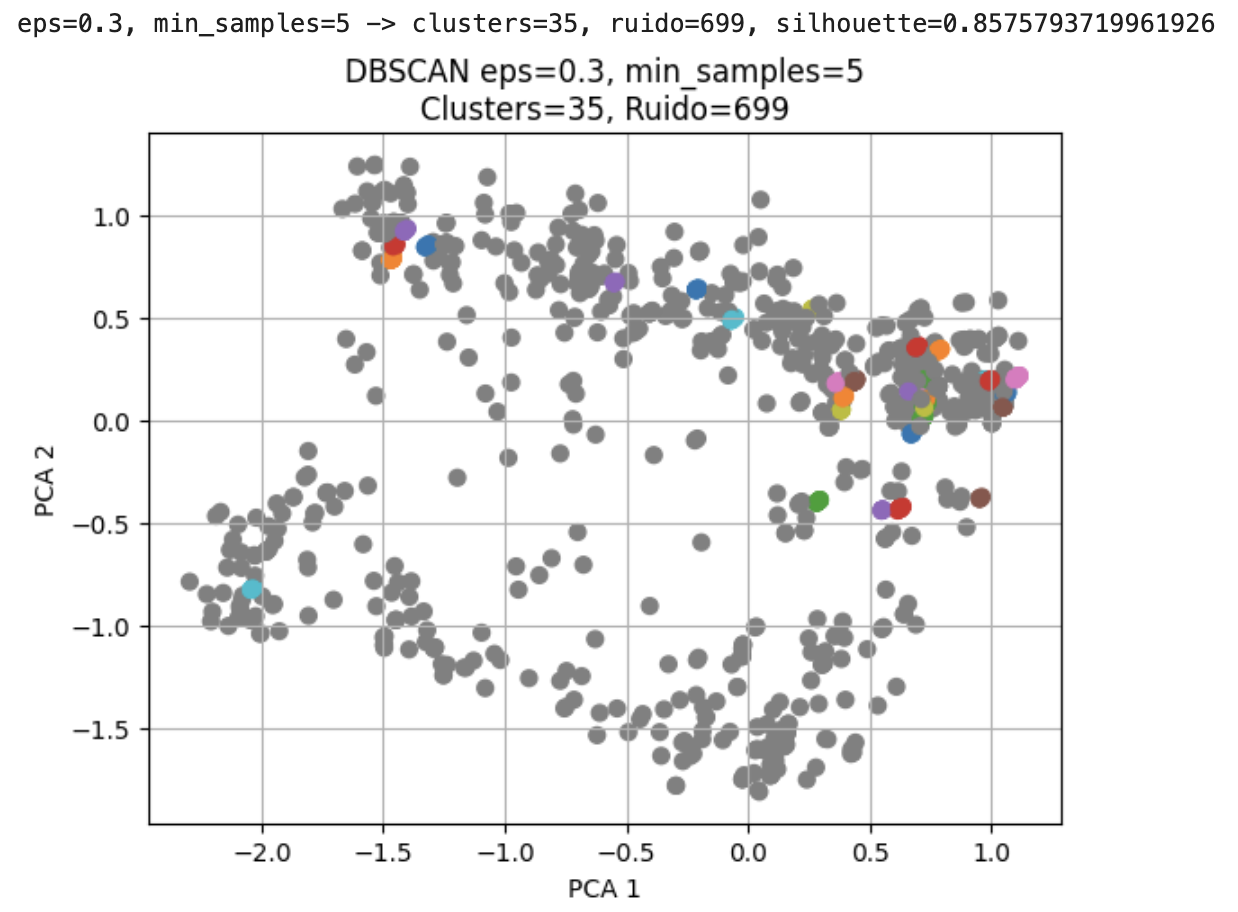 eps=0.3, min_samples=5 -> clusters=35, ruido=699, silhouette=0.8575793719961926
DBSCAN eps=0.3, min_samples=5
Clusters=35, Ruido=699
1.0
0.5
0.0
−0.5
−1.0
−1.5
PCA 2
−2.0 −1.5 −1.0 −0.5 0.0 0.5 1.0
PCA 1